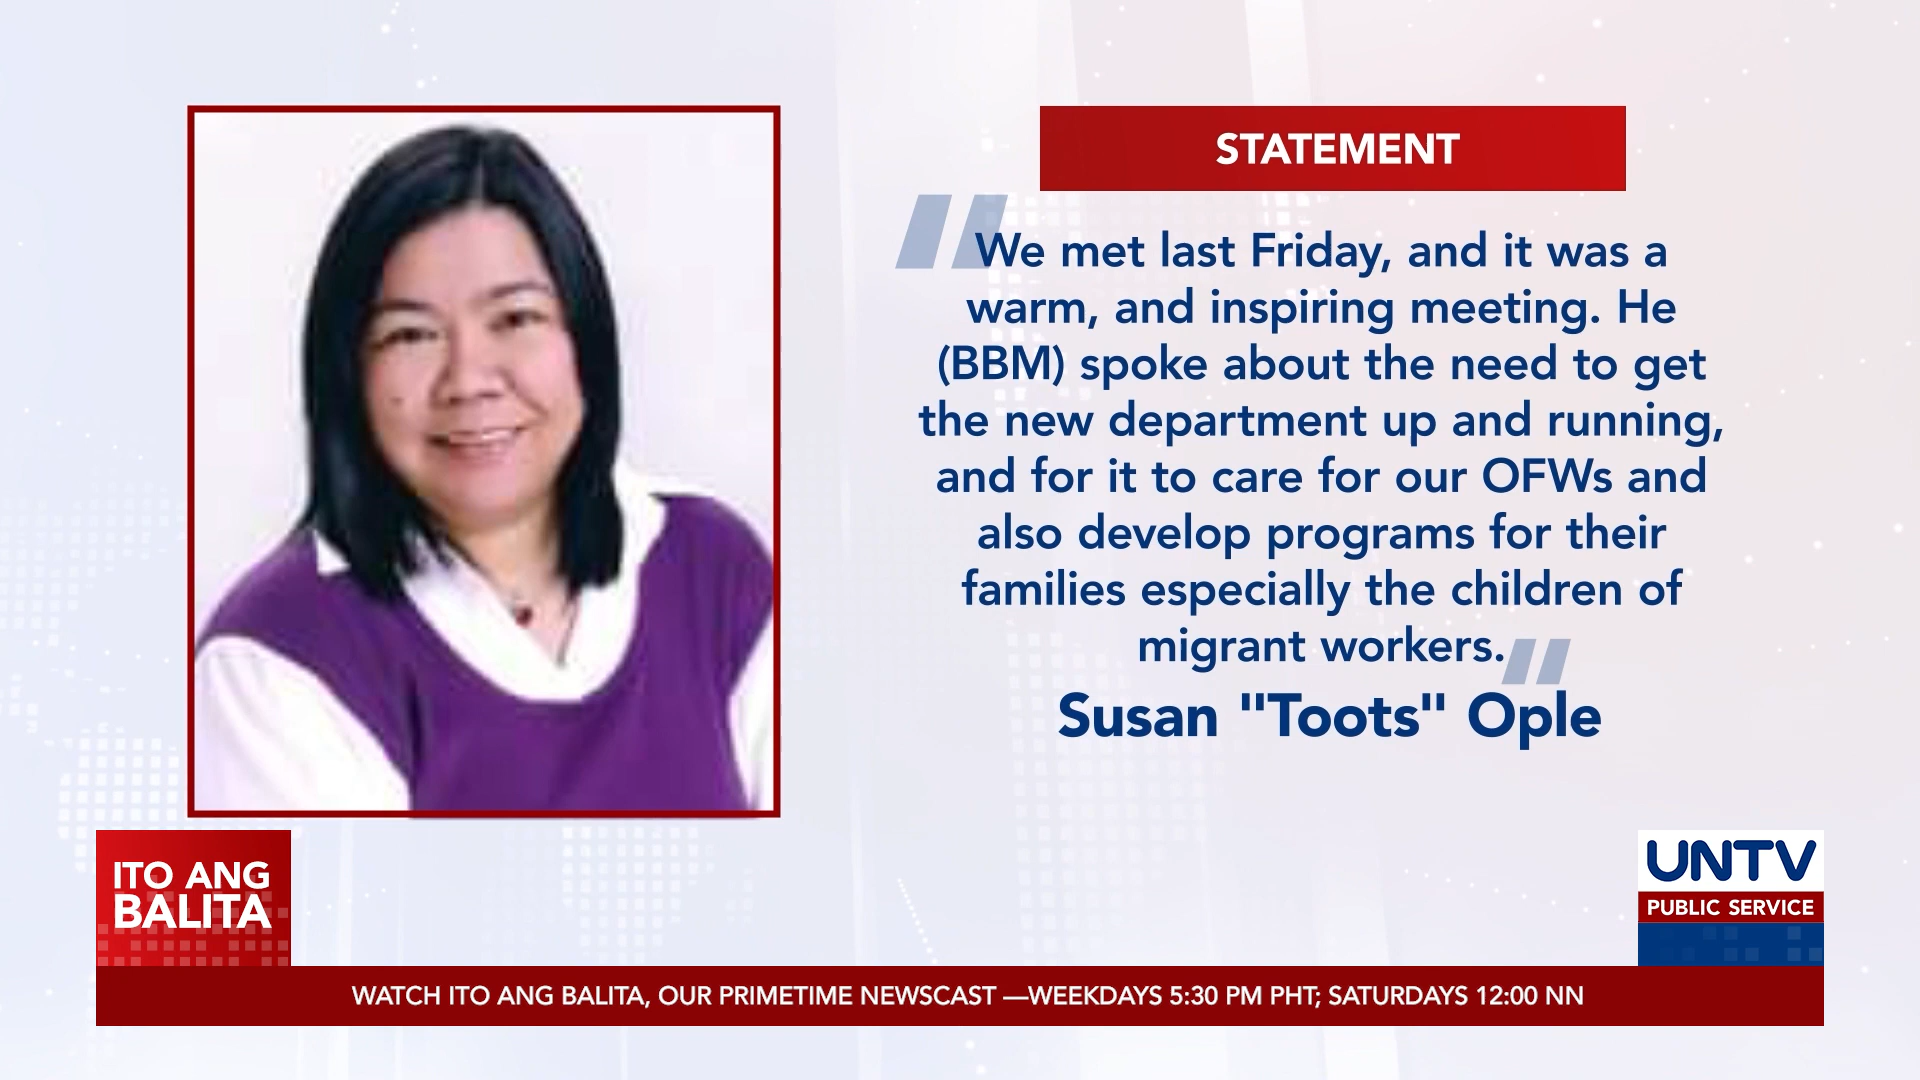 STATEMENT
We met last Friday, and it was a
warm, and inspiring meeting. He
(BBM) spoke about the need to get
the new department up and running,
and for it to care for our OFWs and
also develop programs for their
families especially the children of
migrant workers.
Susan "Toots" Ople
ITO ANG
BALITA
UNTV
PUBLIC SERVICE
WATCH ITO ANG BALITA, OUR PRIMETIME NEWSCAST —WEEKDAYS 5:30 PM PHT; SATURDAYS 12:00 NN